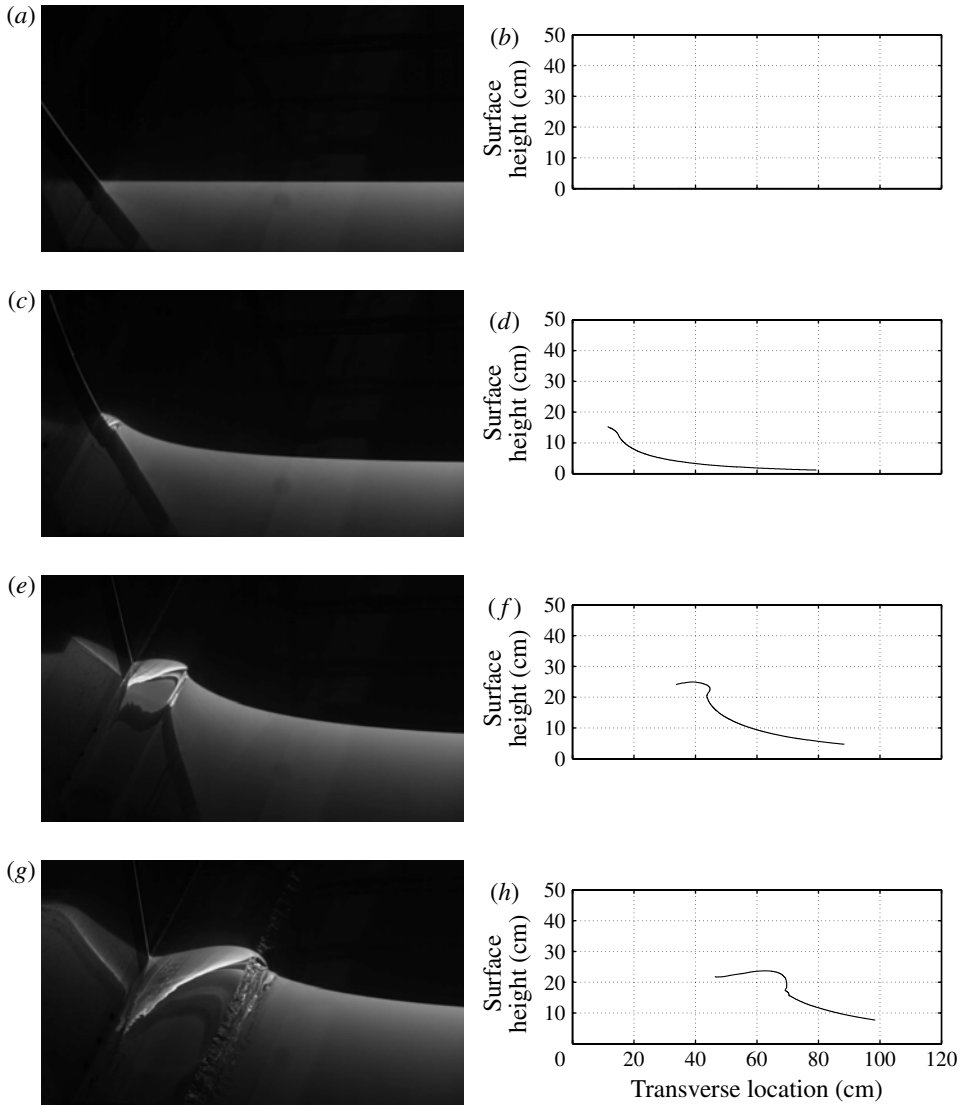 (a)
(b)
50
40
30
20
10
0
Surface
height (cm)
(c)
(d)
50
40
30
20
10
0
Surface
height (cm)
(e)
(f)
50
40
30
20
10
0
Surface
height (cm)
(g)
(h)
50
40
30
20
10
Surface
height (cm)
0 20 40 60 80 100 120
Transverse location (cm)